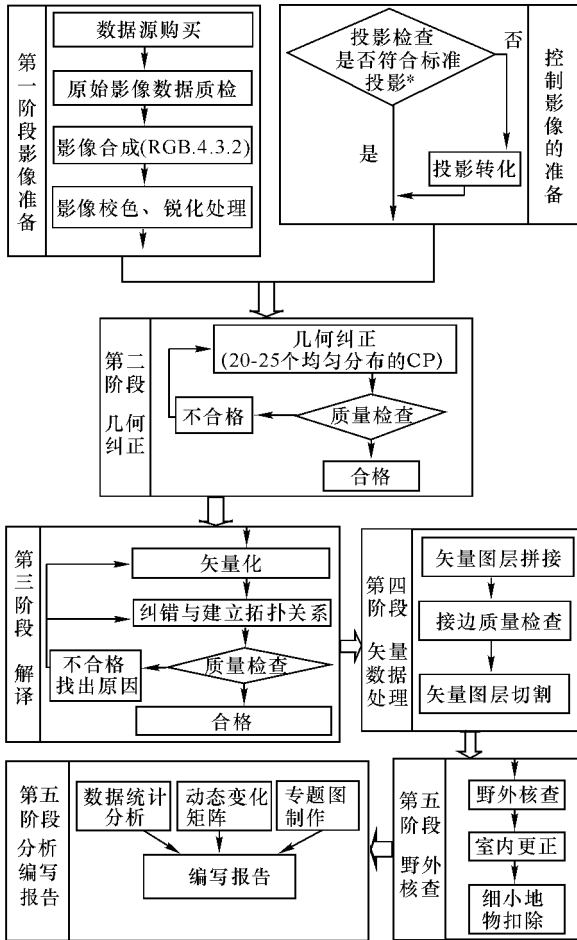 第一阶段影像准备
数据源购买
原始影像数据质检
影像合成(RGB.4.3.2)
影像校色、锐化处理
投影检查
是否符合标准
投影*
否
是
投影转化
控制影像的准备
第二
阶段
几何
纠正
几何纠正
(20-25个均匀分布的CP)
质量检查
不合格
合格
第三阶段
解译
矢量化
纠错与建立拓扑关系
质量检查
不合格
找出原因
合格
第四
阶段
矢量
数据
处理
矢量图层拼接
接边质量检查
矢量图层切割
第五
阶段
野外
核查
野外核查
室内更正
细小地
物扣除
第五
阶段
分析
编写
报告
数据统计
分析
动态变化
矩阵
专题图
制作
编写报告